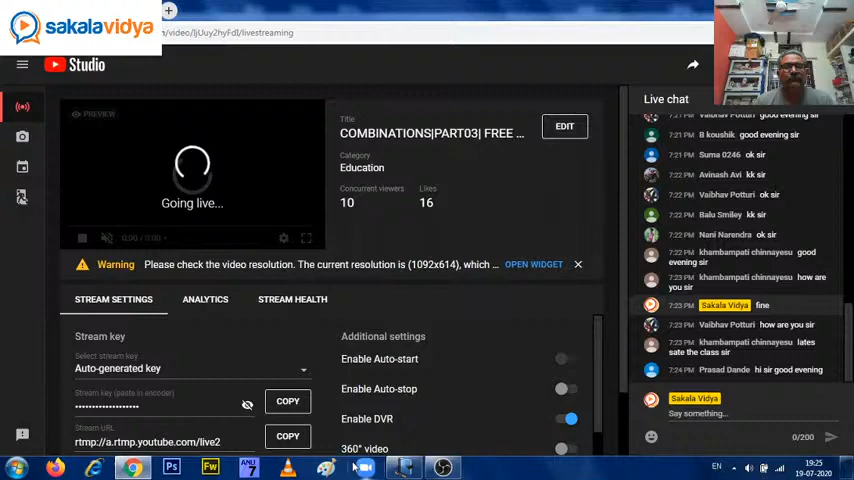 sakalavidya
n/video/IjUuy2hyFdI/livestreaming
Studio
PREVIEW
Going live...
0:00 / 0:00
Title
COMBINATIONS|PART03| FREE ...
EDIT
Category
Education
Concurrent viewers
Likes
10
16
Warning
Please check the video resolution. The current resolution is (1092x614), which ...
OPEN WIDGET
STREAM SETTINGS
ANALYTICS
STREAM HEALTH
Stream key
Select stream key
Auto-generated key
Stream key (paste in encoder)
••••••••••••••••••••
COPY
Stream URL
rtmp://a.rtmp.youtube.com/live2
COPY
Additional settings
Enable Auto-start
Enable Auto-stop
Enable DVR
360° video
Live chat
7:21 PM Vaibhav Potturi good evening sir
7:21 PM B koushik good evening sir
7:21 PM Suma 0246 ok sir
7:22 PM Avinash Avi kk sir
7:22 PM Vaibhav Potturi ok sir
7:22 PM Balu Smiley kk sir
7:22 PM Nani Narendra ok sir
7:22 PM khambampati chinnayesu good
evening sir
7:23 PM khambampati chinnayesu how are
you sir
7:23 PM Sakala Vidya fine
7:23 PM Vaibhav Potturi how are you sir
7:23 PM khambampati chinnayesu lates
sate the class sir
7:24 PM Prasad Dande hi sir good evening
Sakala Vidya
Say something...
0/200
Ps
Fw
ANU
7
EN
19:25
19-07-2020